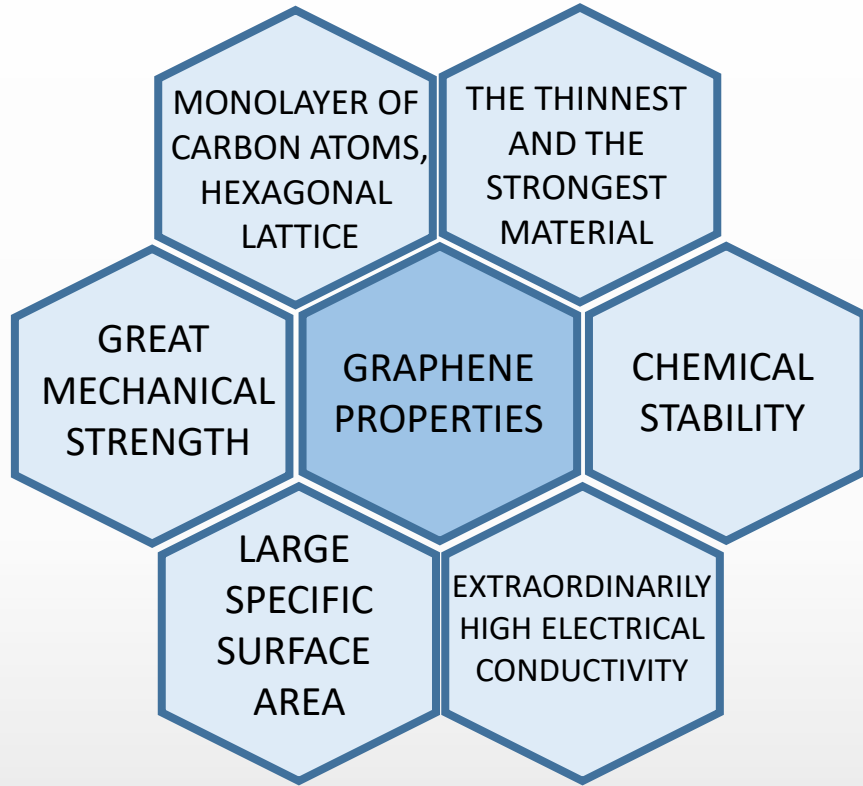 MONOLAYER OF
CARBON ATOMS,
HEXAGONAL
LATTICE
THE THINNEST
AND THE
STRONGEST
MATERIAL
GREAT
MECHANICAL
STRENGTH
GRAPHENE
PROPERTIES
CHEMICAL
STABILITY
LARGE
SPECIFIC
SURFACE
AREA
EXTRAORDINARILY
HIGH ELECTRICAL
CONDUCTIVITY